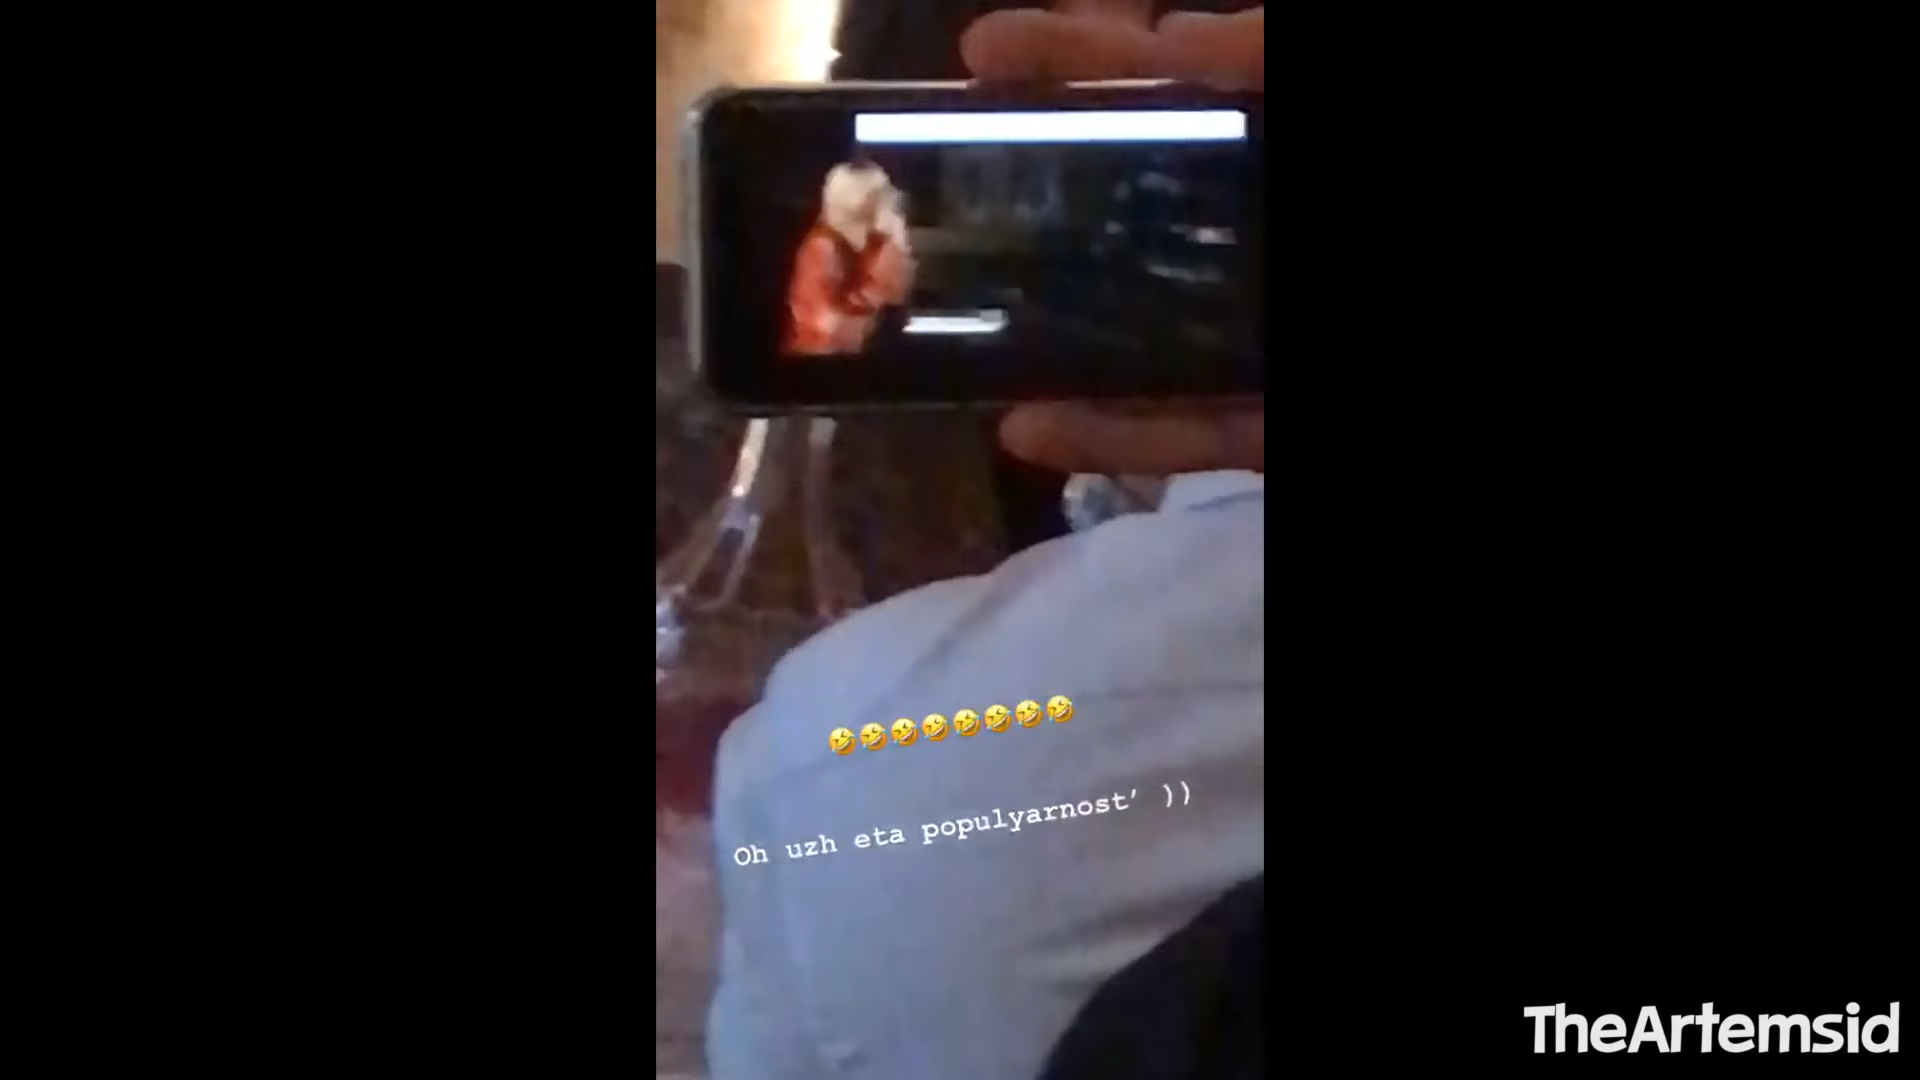 🤣🤣🤣🤣🤣🤣🤣🤣
Oh uzh eta populyarnost’ ))
TheArtemsid